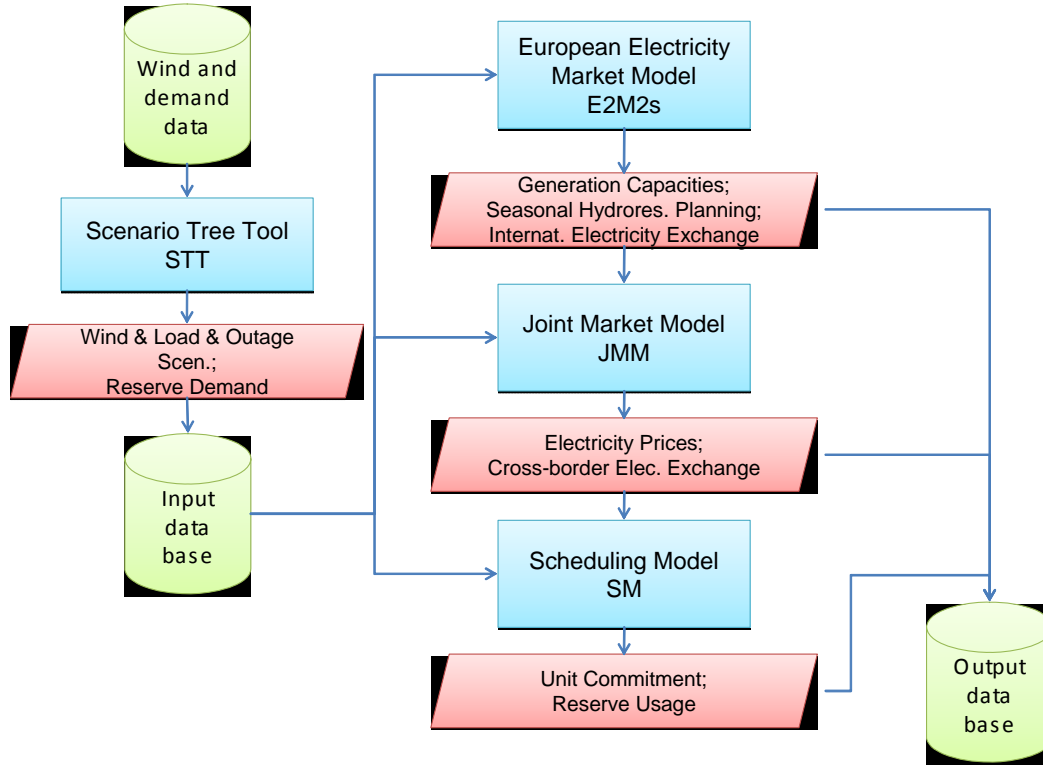 Wind and
demand
data
Scenario Tree Tool
STT
Wind & Load & Outage
Scen.;
Reserve Demand
Input
data
base
European Electricity
Market Model
E2M2s
Generation Capacities;
Seasonal Hydrores. Planning;
Internat. Electricity Exchange
Joint Market Model
JMM
Electricity Prices;
Cross-border Elec. Exchange
Scheduling Model
SM
Unit Commitment;
Reserve Usage
Output
data
base